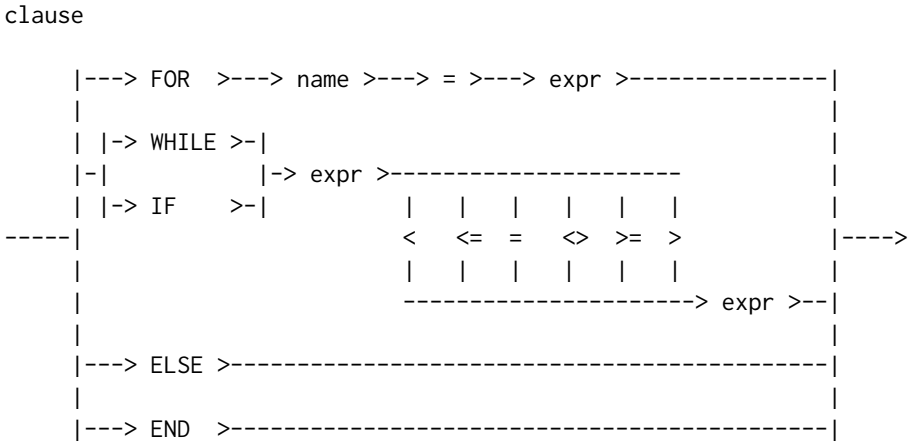 clause
|---> FOR  >---> name >---> = >---> expr >---------------|
|                                                         |
| |-> WHILE >-|                                           |
|-|           |-> expr >----------------------            |
| |-> IF    >-|          |   |   |   |   |   |            |
-----|                         <   <=  =   <>  >=  >            |---->
|                        |   |   |   |   |   |            |
|                        ----------------------> expr >--|
|                                                         |
|---> ELSE >---------------------------------------------|
|                                                         |
|---> END  >---------------------------------------------|